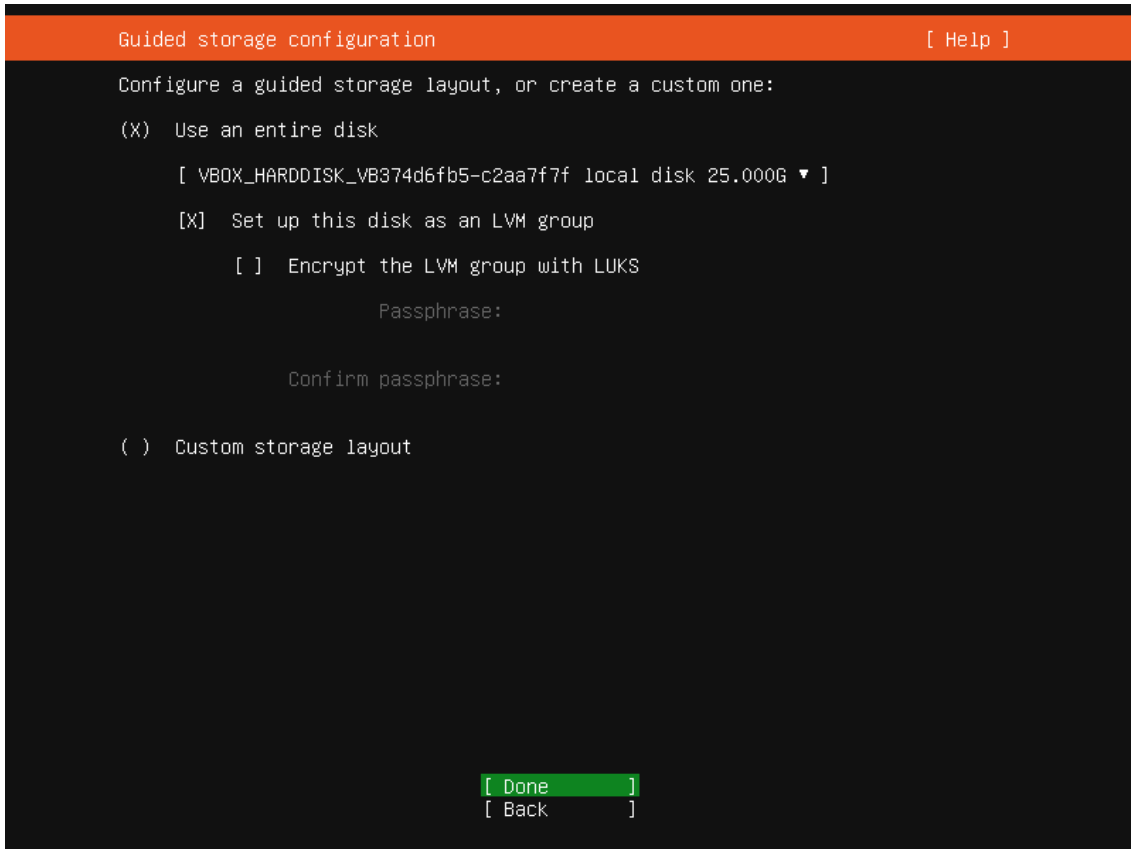 Guided storage configuration [ Help ]
Configure a guided storage layout, or create a custom one:
(X) Use an entire disk
[ VBOX_HARDDISK_VB374d6fb5-c2aa7f7f local disk 25.000G ▾ ]
[X] Set up this disk as an LVM group
[ ] Encrypt the LVM group with LUKS
Passphrase:
Confirm passphrase:
( ) Custom storage layout
[ Done ]
[ Back ]